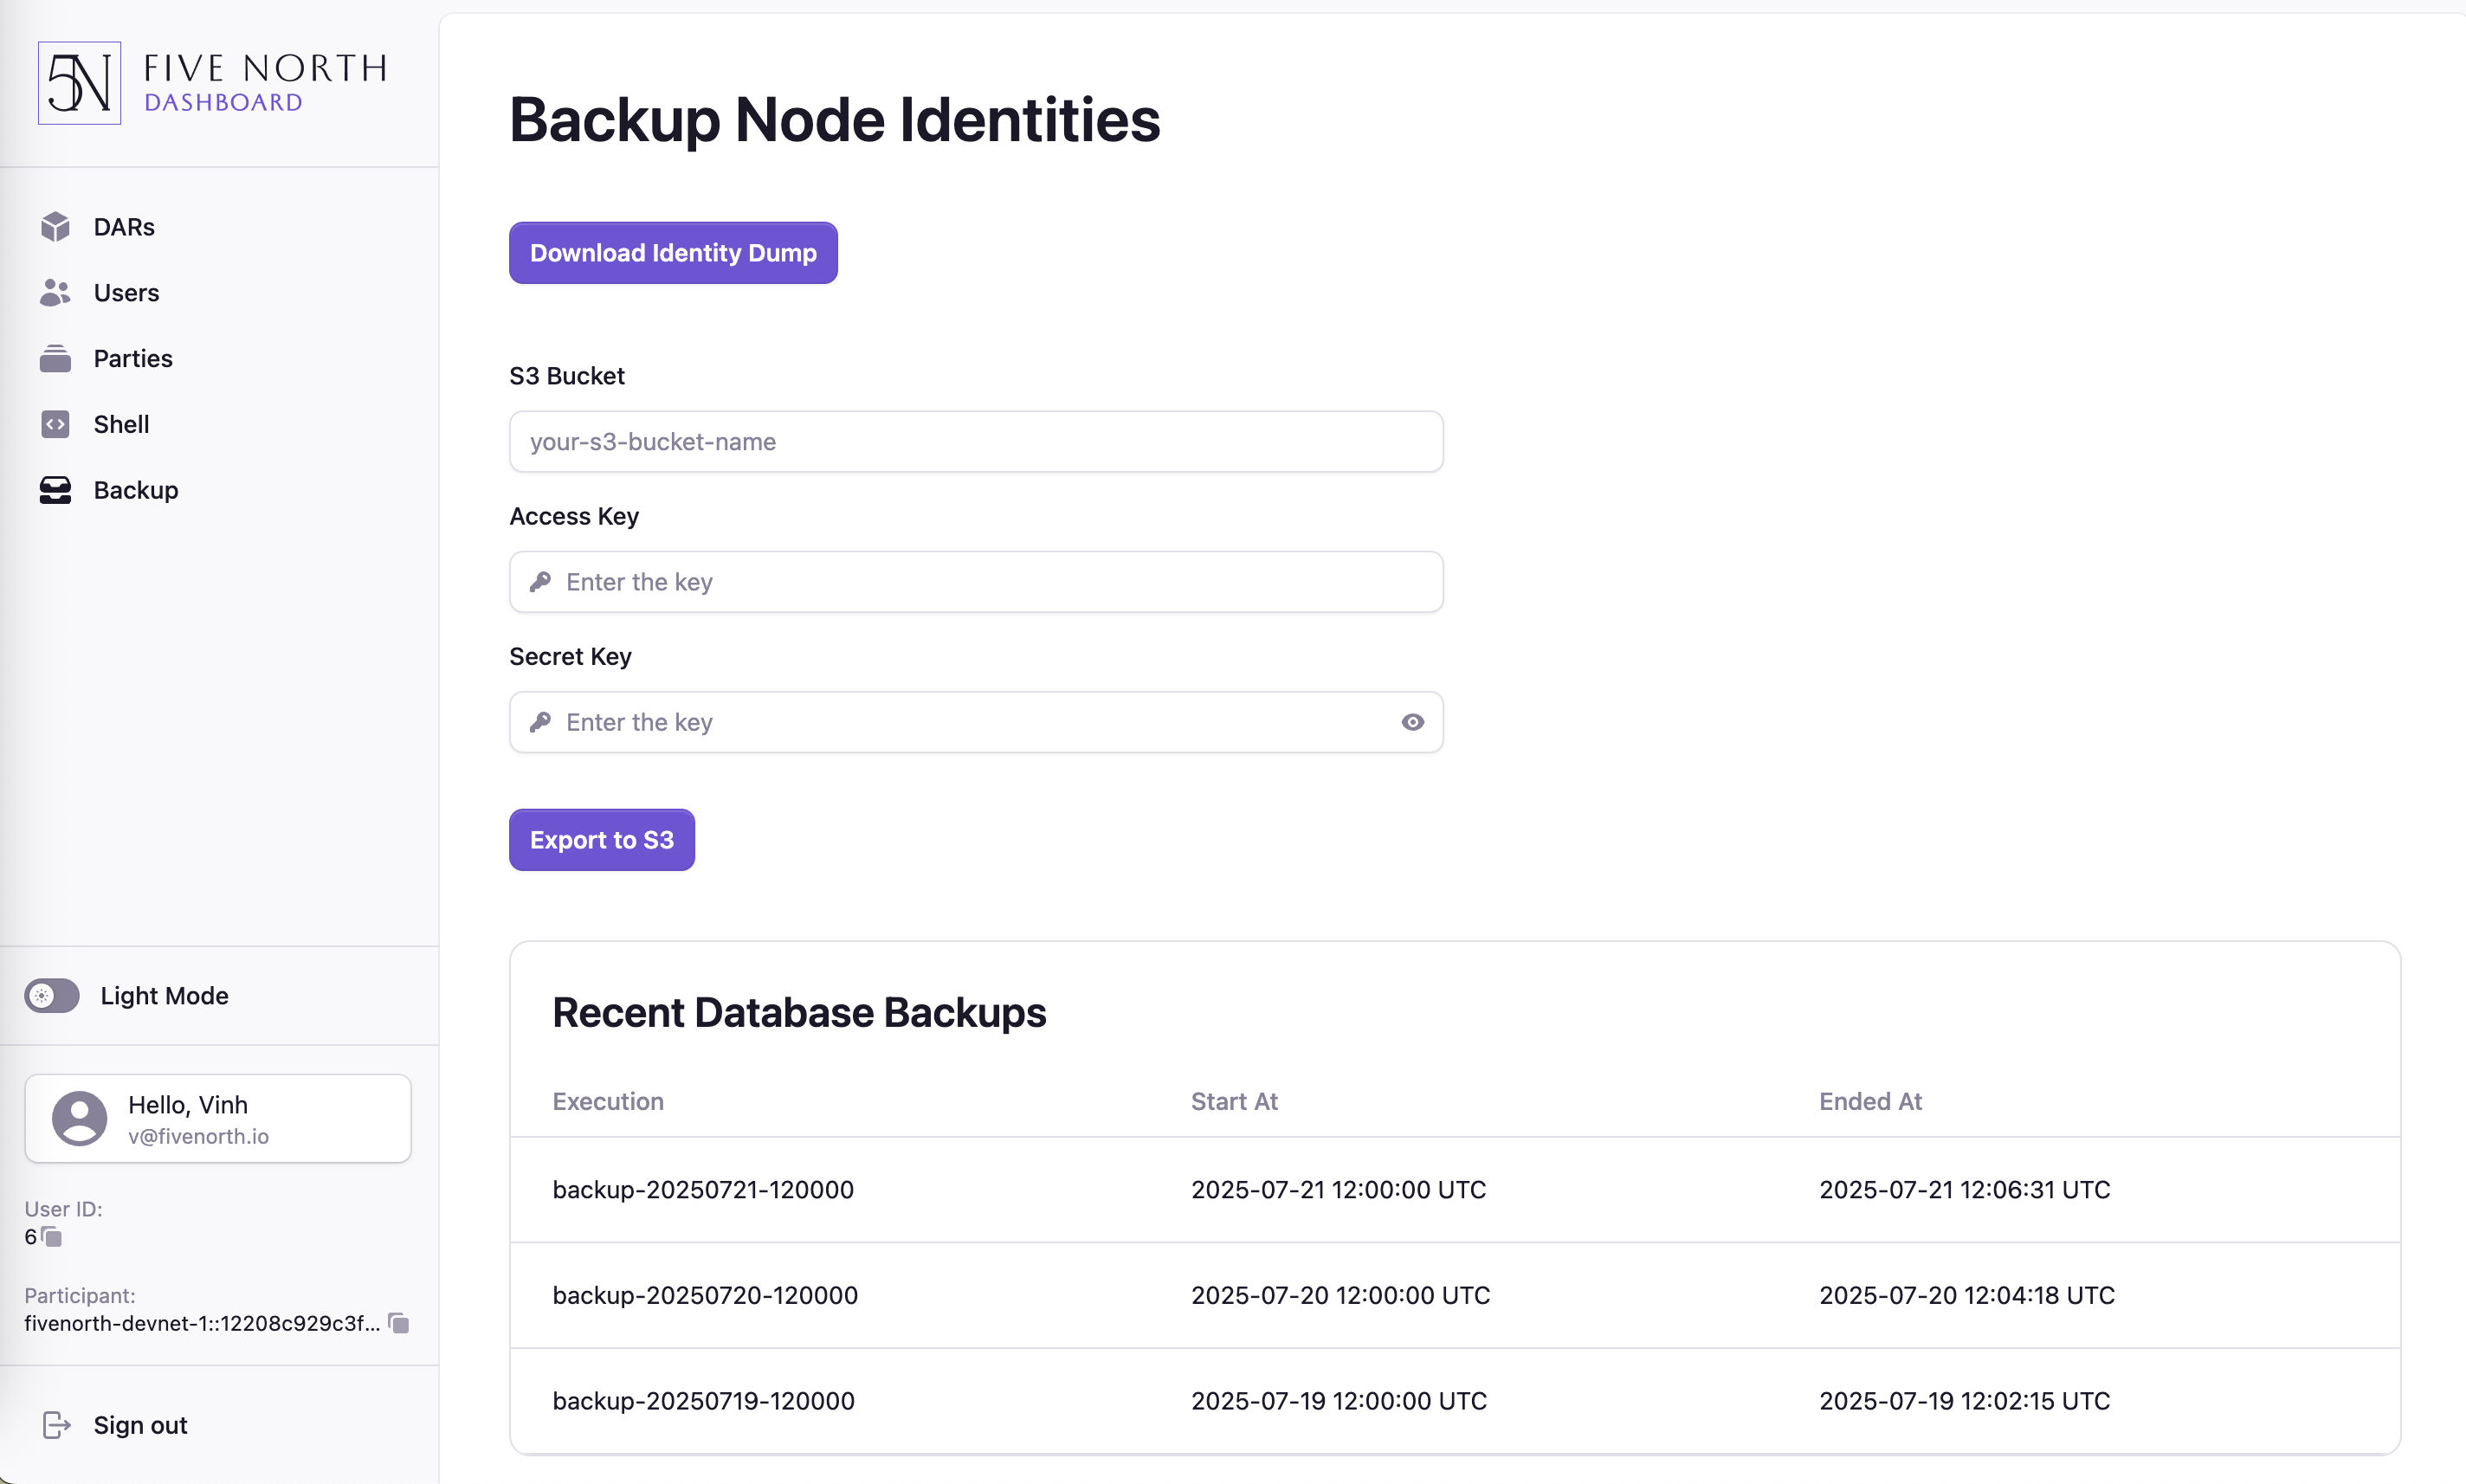 5N
FIVE NORTH
DASHBOARD
DARs
Users
Parties
Shell
Backup
Light Mode
Hello, Vinh
v@fivenorth.io
User ID:
6
Participant:
fivenorth-devnet-1::12208c929c3f...
Sign out
Backup Node Identities
Download Identity Dump
S3 Bucket
your-s3-bucket-name
Access Key
Enter the key
Secret Key
Enter the key
Export to S3
Recent Database Backups
Execution Start At Ended At
backup-20250721-120000 2025-07-21 12:00:00 UTC 2025-07-21 12:06:31 UTC
backup-20250720-120000 2025-07-20 12:00:00 UTC 2025-07-20 12:04:18 UTC
backup-20250719-120000 2025-07-19 12:00:00 UTC 2025-07-19 12:02:15 UTC